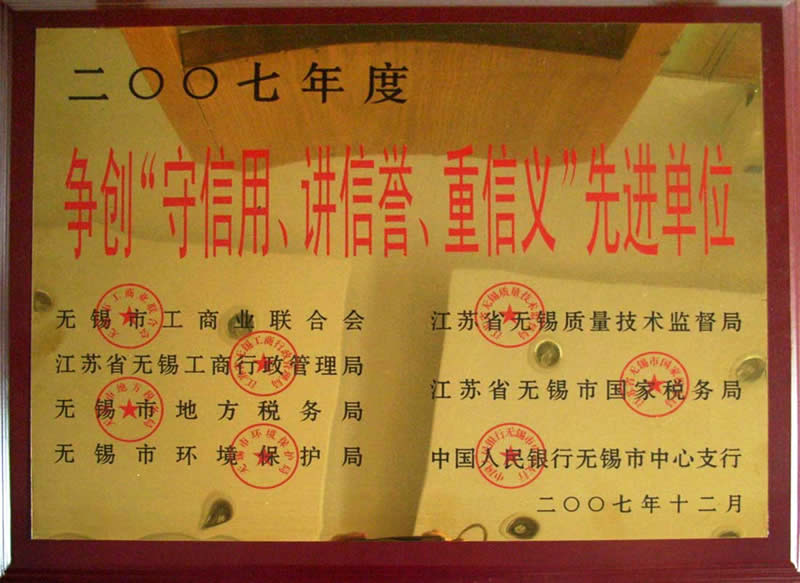 二〇〇七年度
争创“守信用、讲信誉、重信义”先进单位
无锡市工商业联合会
江苏省无锡工商行政管理局
无锡市地方税务局
无锡市环境保护局
江苏省无锡质量技术监督局
江苏省无锡市国家税务局
中国人民银行无锡市中心支行
二〇〇七年十二月